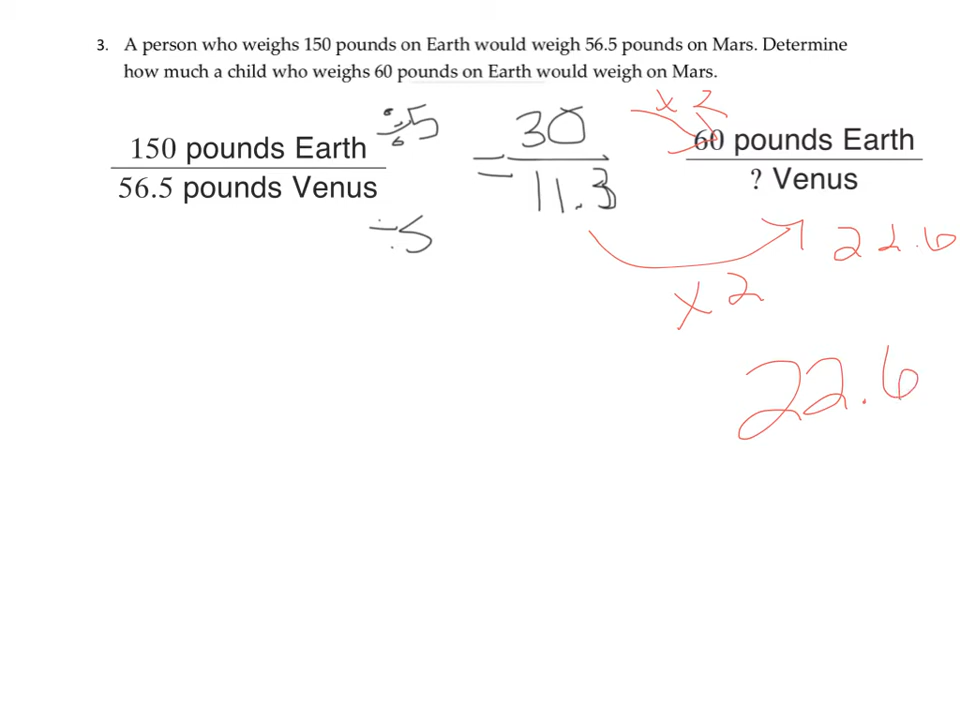 3. A person who weighs 150 pounds on Earth would weigh 56.5 pounds on Mars. Determine
how much a child who weighs 60 pounds on Earth would weigh on Mars.
150 pounds Earth
56.5 pounds Venus
÷5
÷5
= 30
11.3
x 2
60 pounds Earth
? Venus
x 2
22.6
22.6